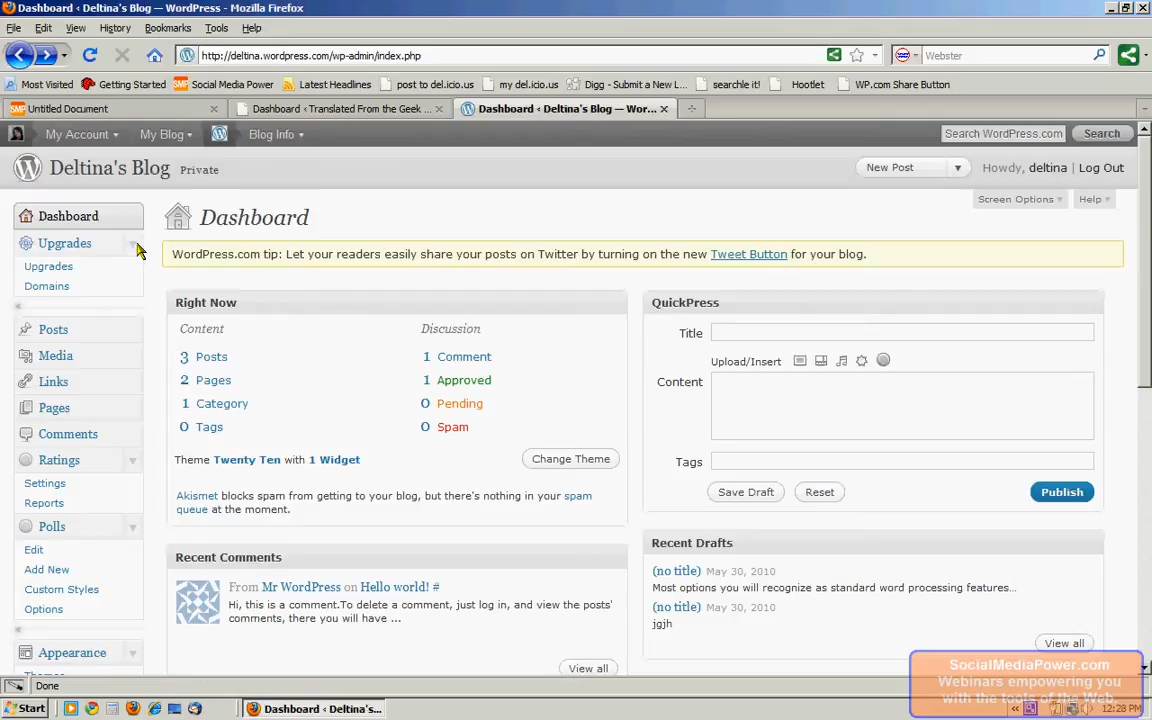 Dashboard ‹ Deltina's Blog — WordPress - Mozilla Firefox
File Edit View History Bookmarks Tools Help
http://deltina.wordpress.com/wp-admin/index.php
Webster
Most Visited Getting Started Social Media Power Latest Headlines post to del.icio.us my del.icio.us Digg - Submit a New L... searchle it! Hootlet WP.com Share Button
Untitled Document Dashboard ‹ Translated From the Geek ... Dashboard ‹ Deltina's Blog — Wor...
My Account My Blog Blog Info Search WordPress.com Search
Deltina's Blog Private New Post Howdy, deltina | Log Out
Screen Options Help
Dashboard
Upgrades
Upgrades
Domains
Posts
Media
Links
Pages
Comments
Ratings
Settings
Reports
Polls
Edit
Add New
Custom Styles
Options
Appearance
Dashboard
WordPress.com tip: Let your readers easily share your posts on Twitter by turning on the new Tweet Button for your blog.
Right Now
Content Discussion
3 Posts 1 Comment
2 Pages 1 Approved
1 Category 0 Pending
0 Tags 0 Spam
Theme Twenty Ten with 1 Widget Change Theme
Akismet blocks spam from getting to your blog, but there's nothing in your spam
queue at the moment.
Recent Comments
From Mr WordPress on Hello world! #
Hi, this is a comment.To delete a comment, just log in, and view the posts'
comments, there you will have ...
View all
QuickPress
Title
Upload/Insert
Content
Tags
Save Draft Reset Publish
Recent Drafts
(no title) May 30, 2010
Most options you will recognize as standard word processing features…
(no title) May 30, 2010
jgjh
View all
SocialMediaPower.com
Webinars empowering you
with the tools of the Web.
Done
Start Dashboard ‹ Deltina's... 12:28 PM